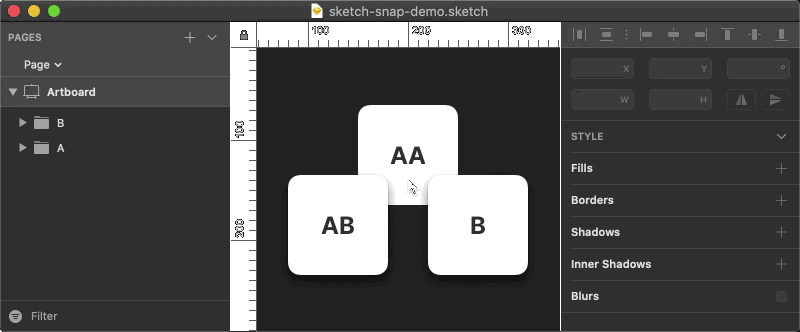 sketch-snap-demo.sketch
PAGES
Page
Artboard
B
A
Filter
100
200
300
100
200
AA
AB
B
X
Y
°
W
H
STYLE
Fills
Borders
Shadows
Inner Shadows
Blurs